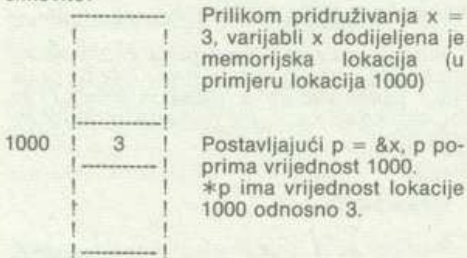 Prilikom pridruživanja x =
3, varijabli x dodijeljena je
memorijska lokacija (u
primjeru lokacija 1000)
1000 ! 3 !
Postavljajući p = &x, p po-
prima vrijednost 1000.
*p ima vrijednost lokacije
1000 odnosno 3.